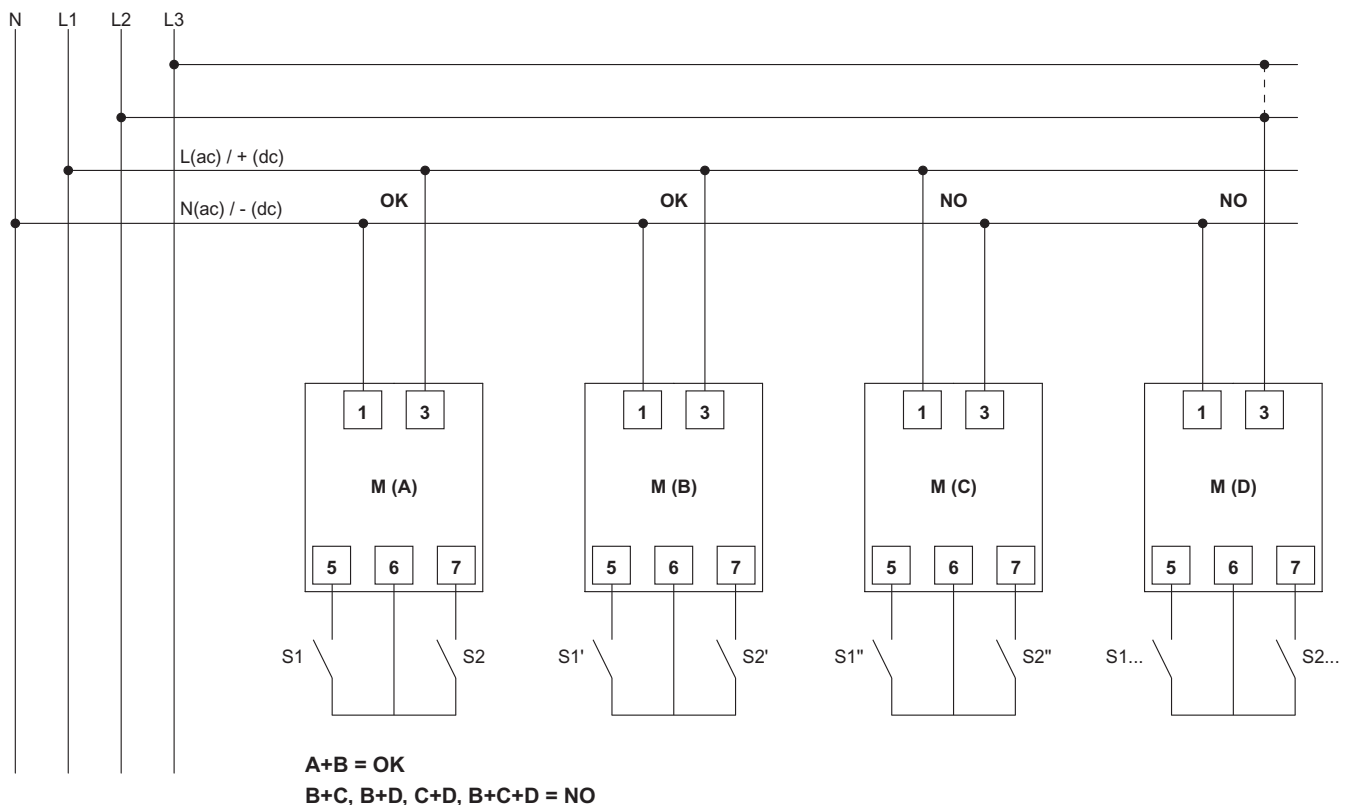 N L1 L2 L3
L(ac) / + (dc)
OK OK NO NO
N(ac) / - (dc)
1 3 1 3 1 3 1 3
M (A) M (B) M (C) M (D)
5 6 7 5 6 7 5 6 7 5 6 7
S1 S2 S1' S2' S1" S2" S1... S2...
A+B = OK
B+C, B+D, C+D, B+C+D = NO